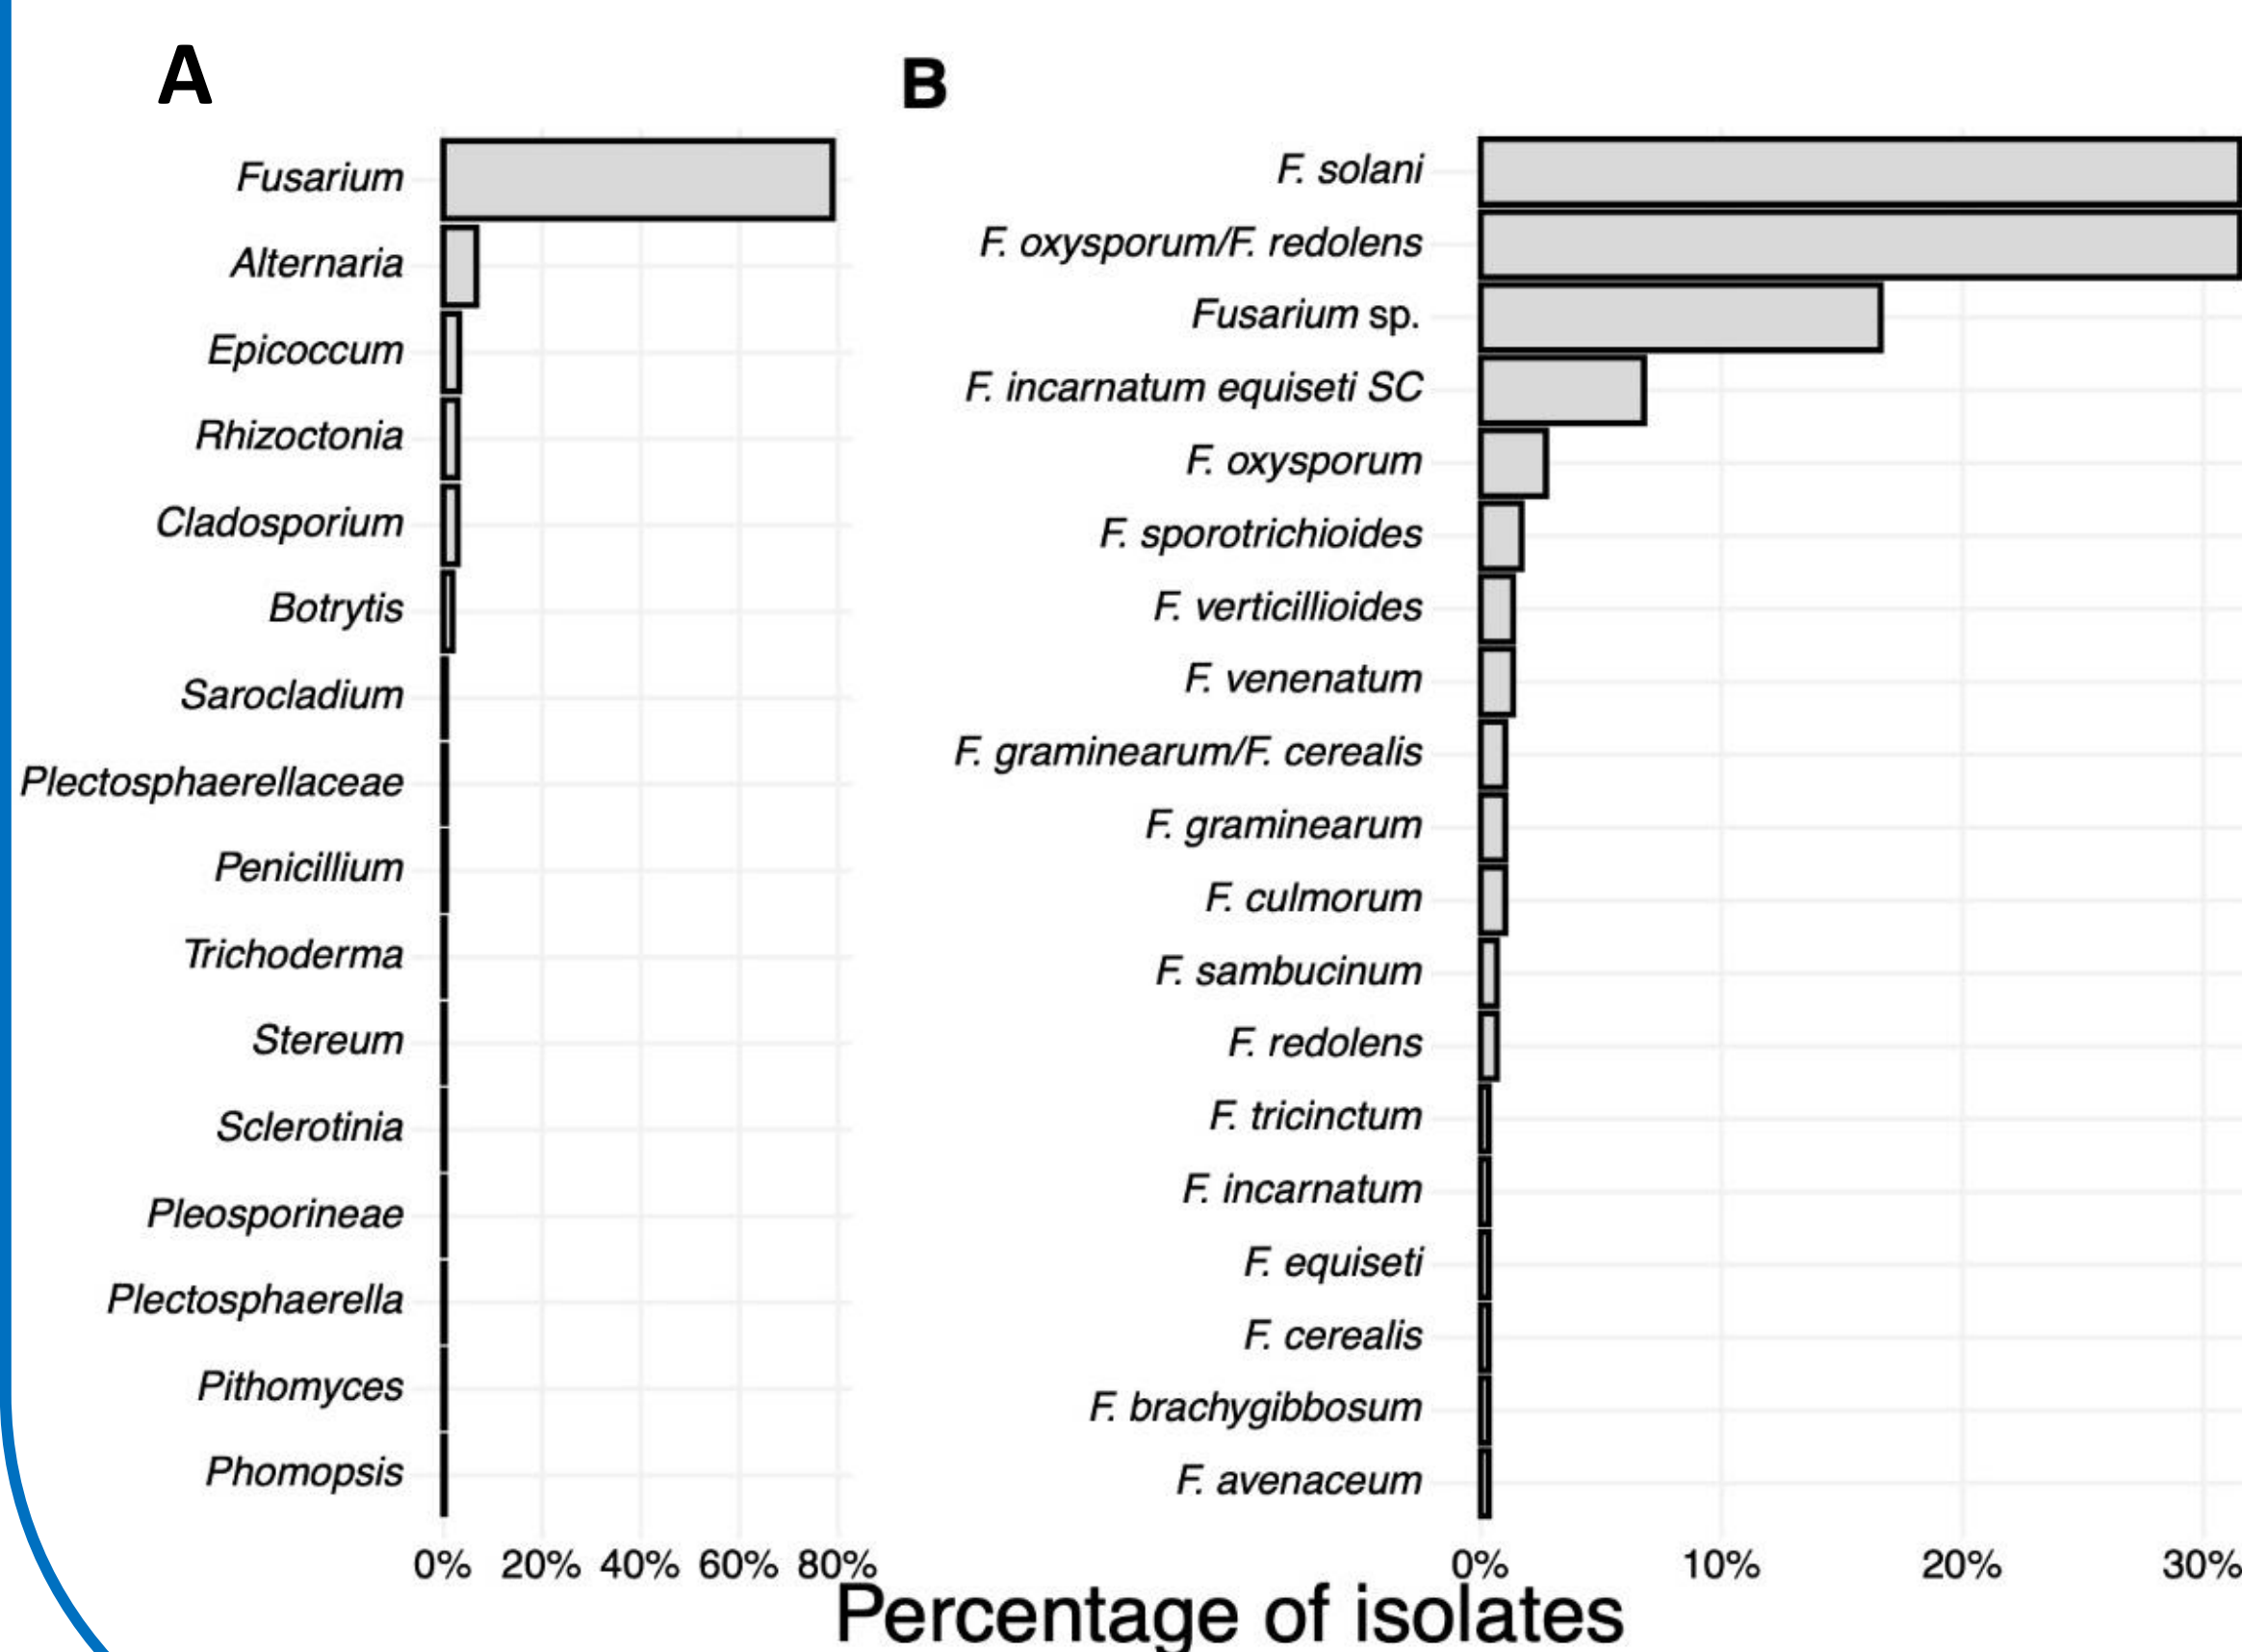 A
Fusarium
Alternaria
Epicoccum
Rhizoctonia
Cladosporium
Botrytis
Sarocladium
Plectosphaerellaceae
Penicillium
Trichoderma
Stereum
Sclerotinia
Pleosporineae
Plectosphaerella
Pithomyces
Phomopsis
0% 20% 40% 60% 80%
B
F. solani
F. oxysporum/F. redolens
Fusarium sp.
F. incarnatum equiseti SC
F. oxysporum
F. sporotrichioides
F. verticillioides
F. venenatum
F. graminearum/F. cerealis
F. graminearum
F. culmorum
F. sambucinum
F. redolens
F. tricinctum
F. incarnatum
F. equiseti
F. cerealis
F. brachygibbosum
F. avenaceum
0% 10% 20% 30%
Percentage of isolates